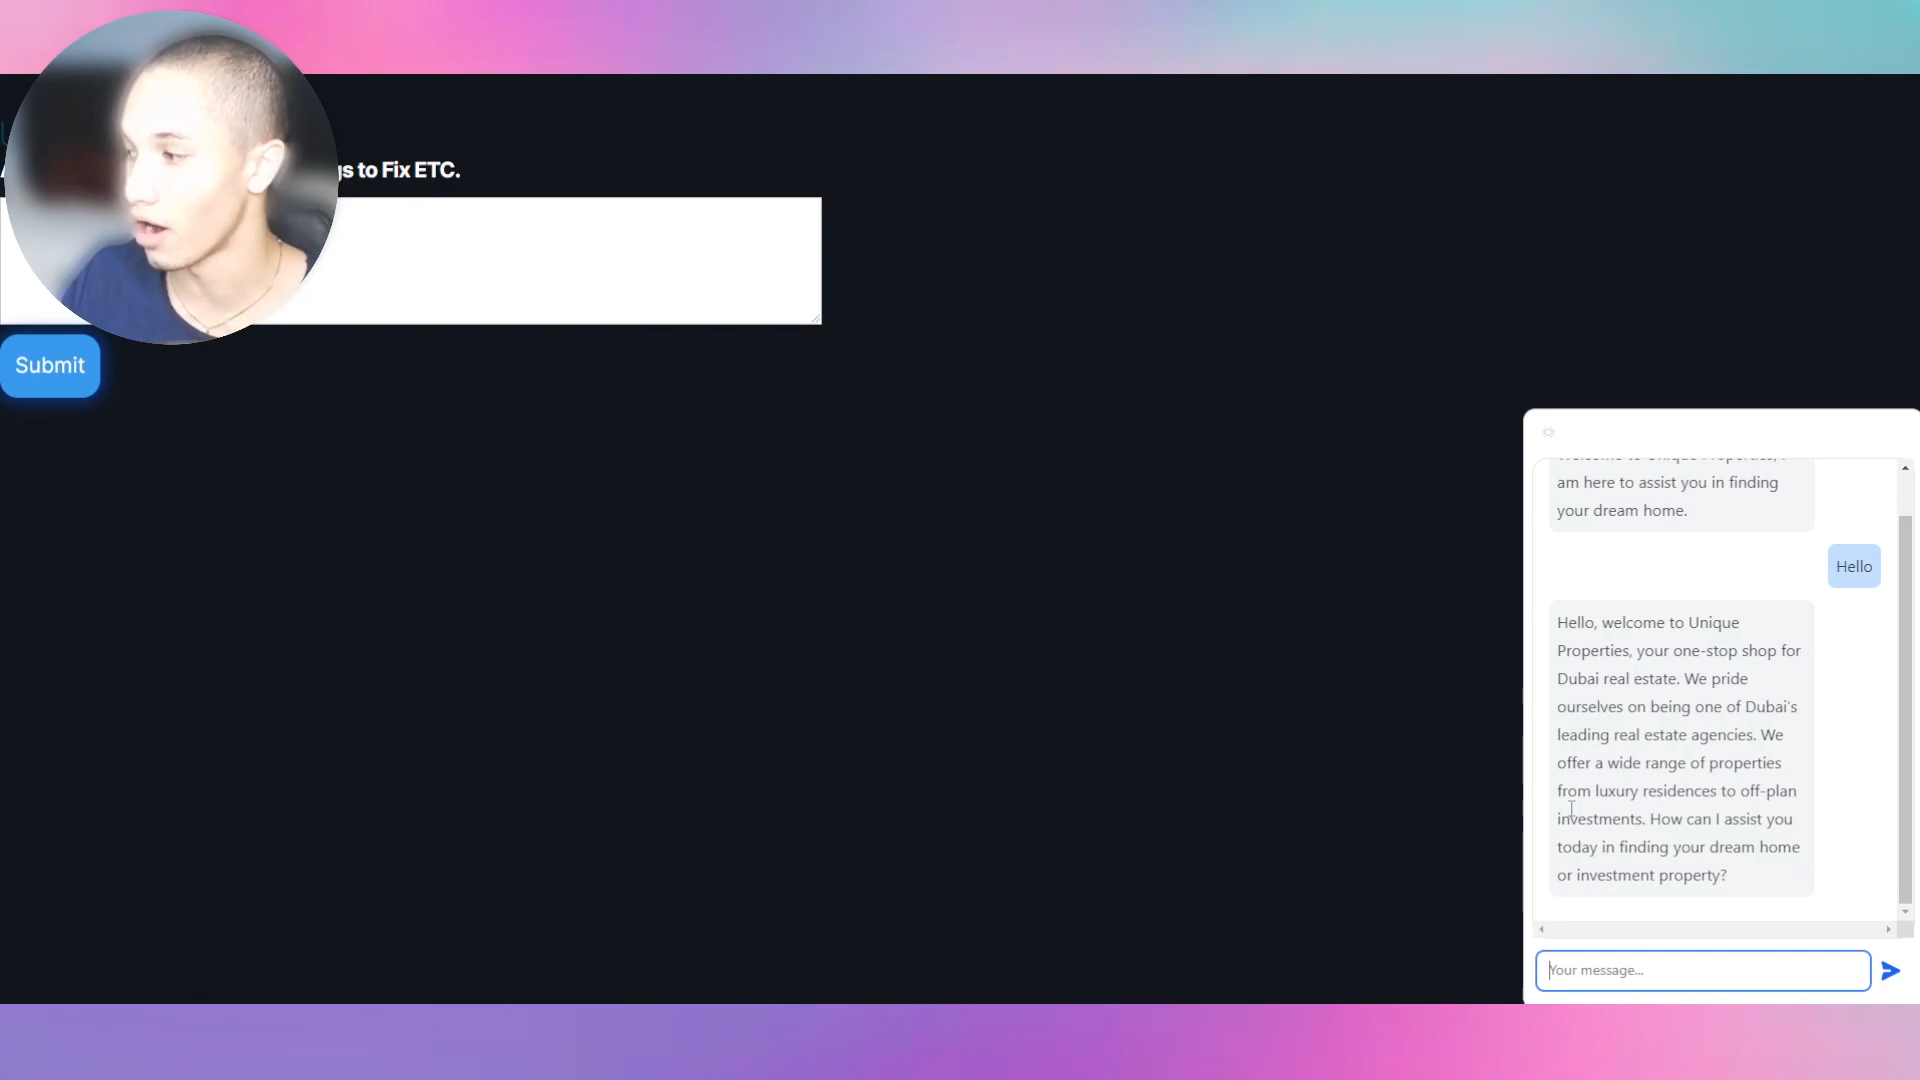 to Fix ETC.
Submit
am here to assist you in finding
your dream home.
Hello
Hello, welcome to Unique
Properties, your one-stop shop for
Dubai real estate. We pride
ourselves on being one of Dubai's
leading real estate agencies. We
offer a wide range of properties
from luxury residences to off-plan
investments. How can I assist you
today in finding your dream home
or investment property?
Your message...